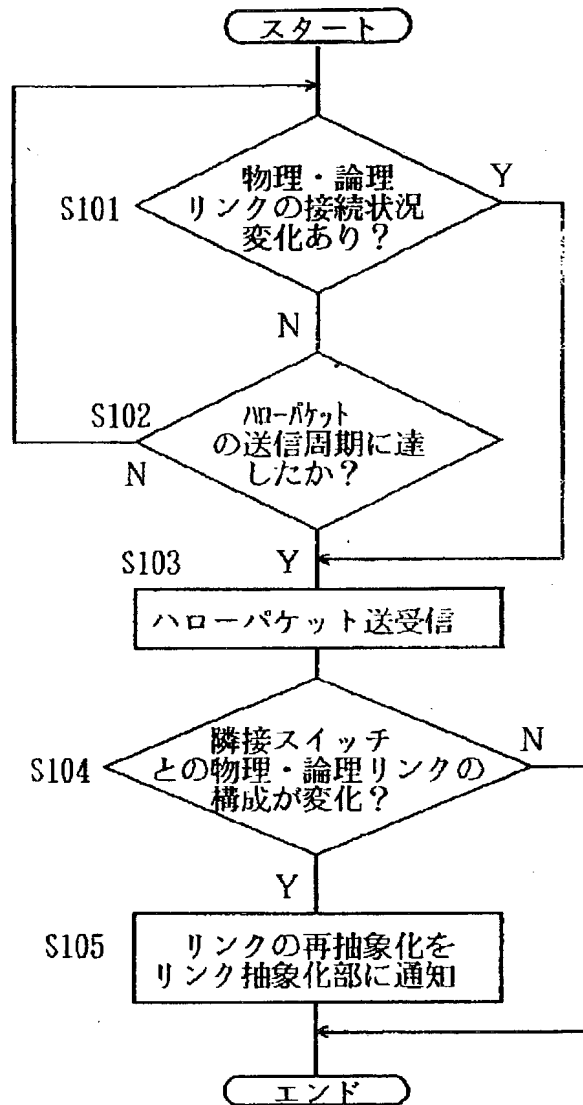 スタート
物理・論理
リンクの接続状況
変化あり？
S101
Y
N
S102
ハローパケット
の送信周期に達
したか？
N
Y
S103
ハローパケット送受信
隣接スイッチ
との物理・論理リンクの
構成が変化？
S104
N
Y
S105
リンクの再抽象化を
リンク抽象化部に通知
エンド